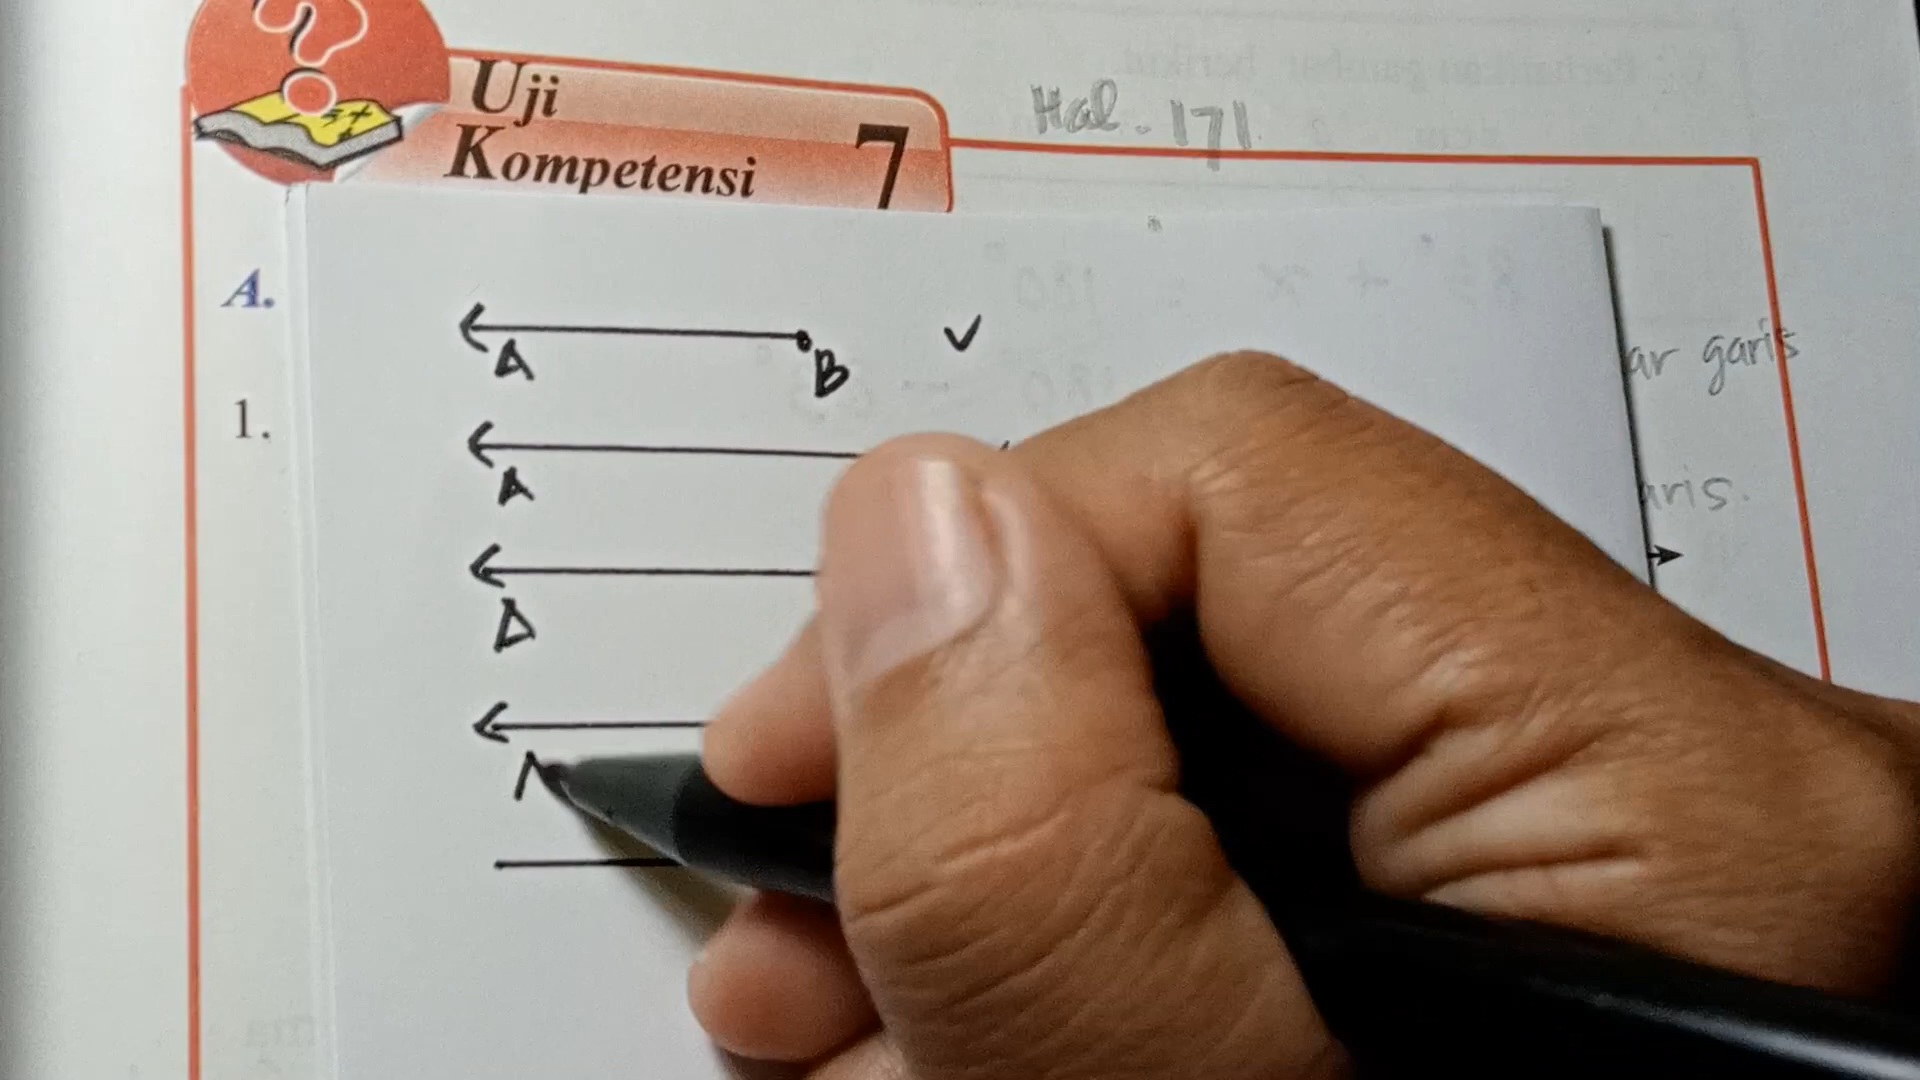 Uji
Kompetensi 7
Hal. 171
A.
A B
ar garis
1.
A
aris.
A